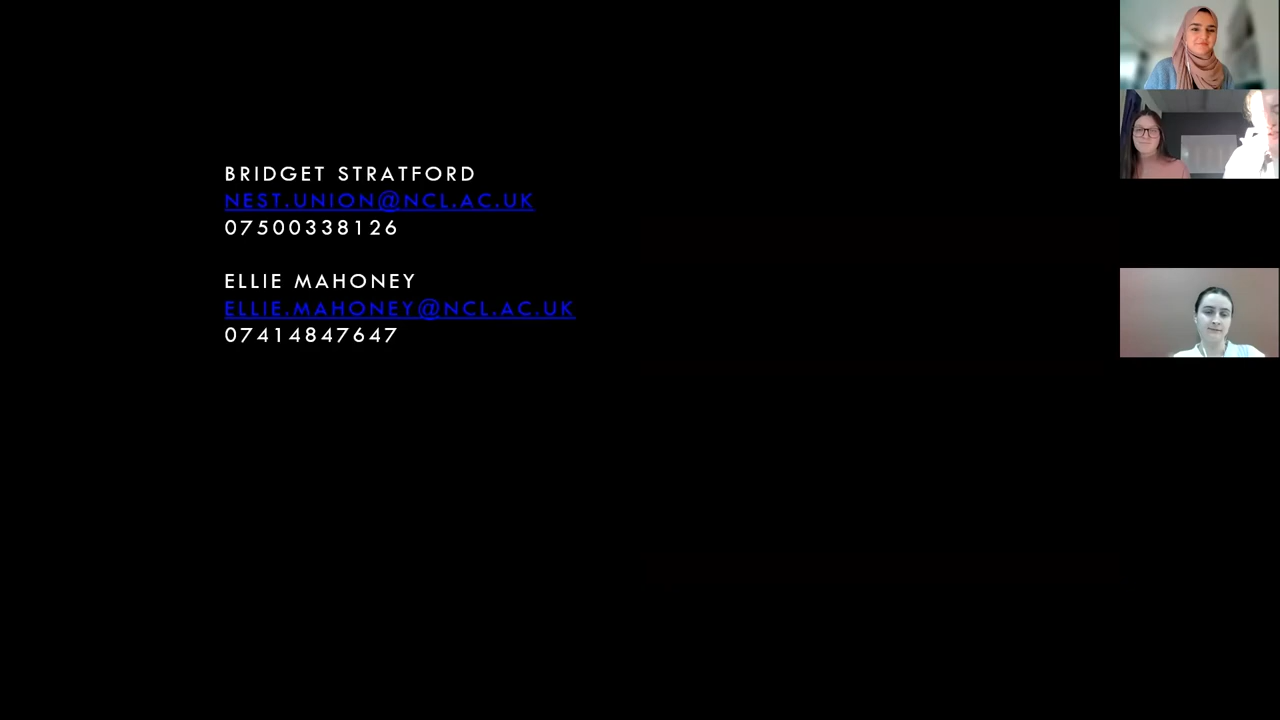 BRIDGET STRATFORD
NEST.UNION@NCL.AC.UK
07500338126
ELLIE MAHONEY
ELLIE.MAHONEY@NCL.AC.UK
07414847647